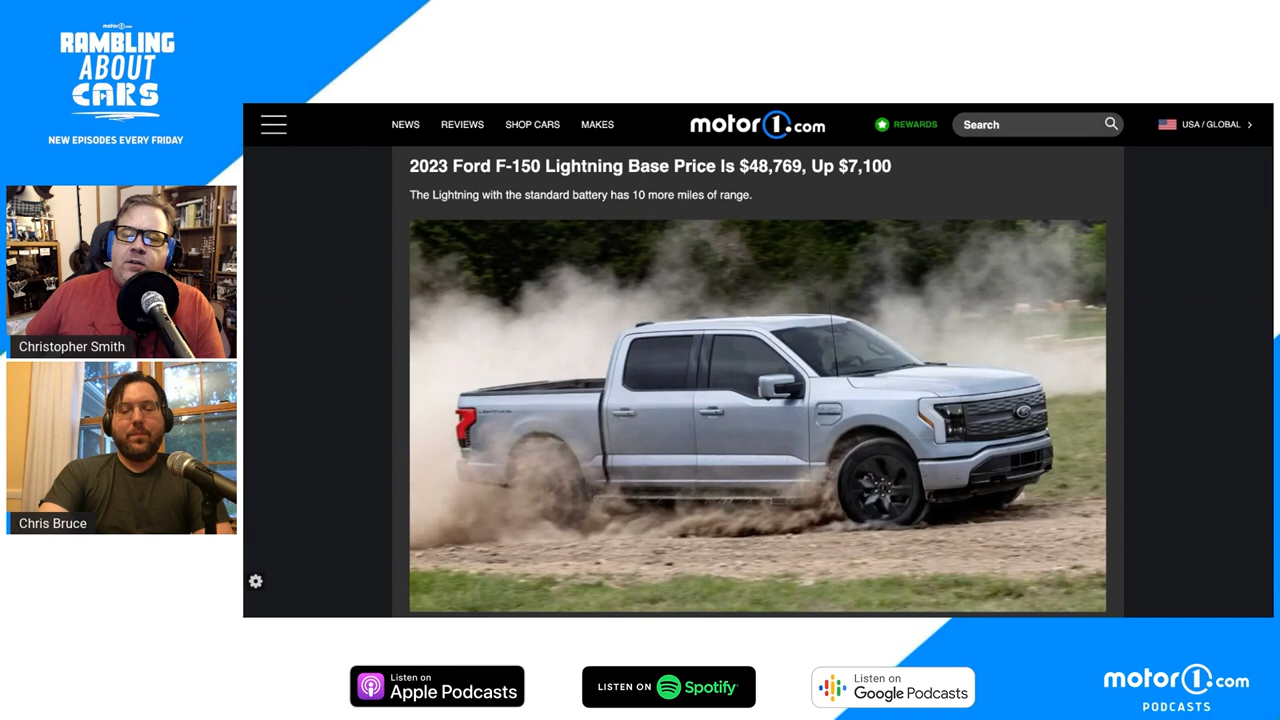 motor1.com
RAMBLING
ABOUT
CARS
NEW EPISODES EVERY FRIDAY
NEWS
REVIEWS
SHOP CARS
MAKES
motor1.com
REWARDS
Search
USA / GLOBAL
2023 Ford F-150 Lightning Base Price Is $48,769, Up $7,100
The Lightning with the standard battery has 10 more miles of range.
LIGHTNING
Ford
Christopher Smith
Chris Bruce
Listen on
Apple Podcasts
LISTEN ON
Spotify
Listen on
Google Podcasts
motor1.com
PODCASTS